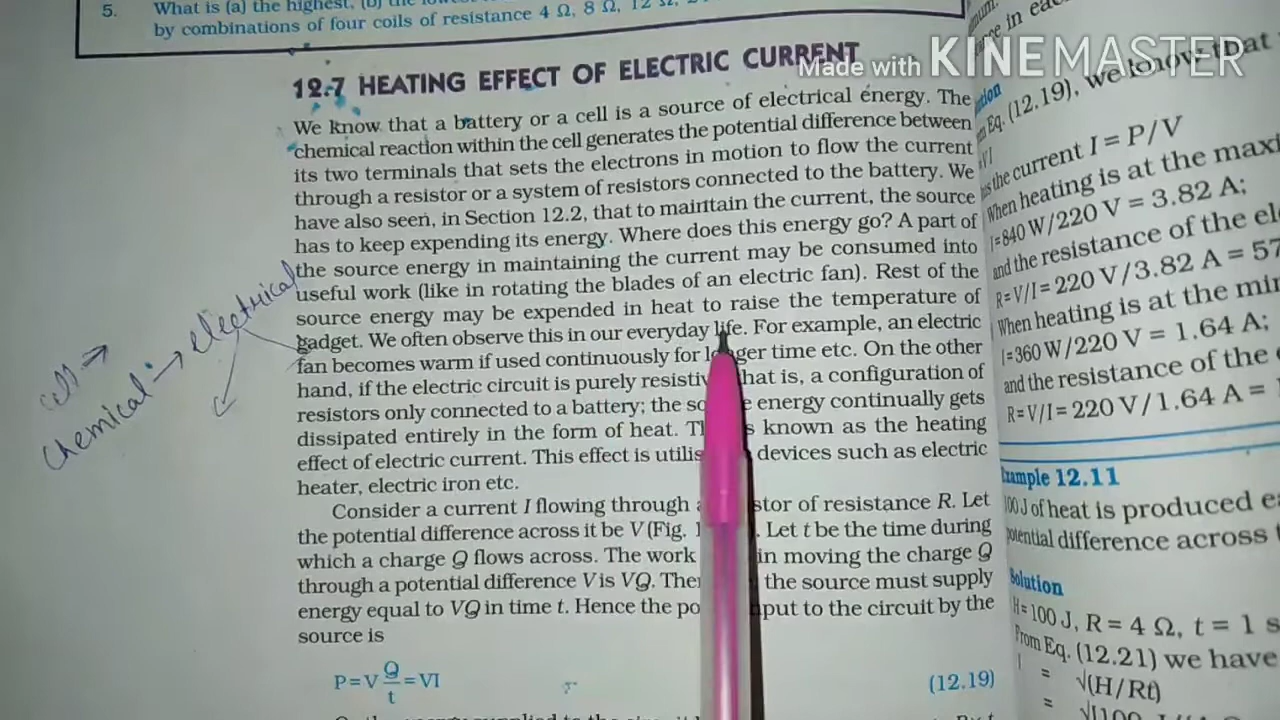 5. What is (a) the highest, (b) the lowest
by combinations of four coils of resistance 4 Ω, 8 Ω, 12 Ω,
12.7 HEATING EFFECT OF ELECTRIC CURRENT
Made with KINEMASTER
We know that a battery or a cell is a source of electrical energy. The
chemical reaction within the cell generates the potential difference between
its two terminals that sets the electrons in motion to flow the current
through a resistor or a system of resistors connected to the battery. We
have also seen, in Section 12.2, that to maintain the current, the source
has to keep expending its energy. Where does this energy go? A part of
the source energy in maintaining the current may be consumed into
useful work (like in rotating the blades of an electric fan). Rest of the
source energy may be expended in heat to raise the temperature of
gadget. We often observe this in our everyday life. For example, an electric
fan becomes warm if used continuously for longer time etc. On the other
hand, if the electric circuit is purely resistiv hat is, a configuration of
resistors only connected to a battery; the so e energy continually gets
dissipated entirely in the form of heat. Th s known as the heating
effect of electric current. This effect is utilis devices such as electric
heater, electric iron etc.
Consider a current I flowing through a stor of resistance R. Let
the potential difference across it be V (Fig. 1 . Let t be the time during
which a charge Q flows across. The work in moving the charge Q
through a potential difference V is VQ. The the source must supply
energy equal to VQ in time t. Hence the po put to the circuit by the
source is
P = V Q/t = VI (12.19)
cell →
chemical → electrical
Eq. (12.19), we know that
the current I = P/V
When heating is at the maxi
I = 840 W/220 V = 3.82 A;
and the resistance of the el
R = V/I = 220 V/3.82 A = 57
When heating is at the min
I = 360 W/220 V = 1.64 A;
and the resistance of the
R = V/I = 220 V/1.64 A =
Example 12.11
100 J of heat is produced ea
potential difference across
Solution
H = 100 J, R = 4 Ω, t = 1 s
From Eq. (12.21) we have
I = √(H/Rt)